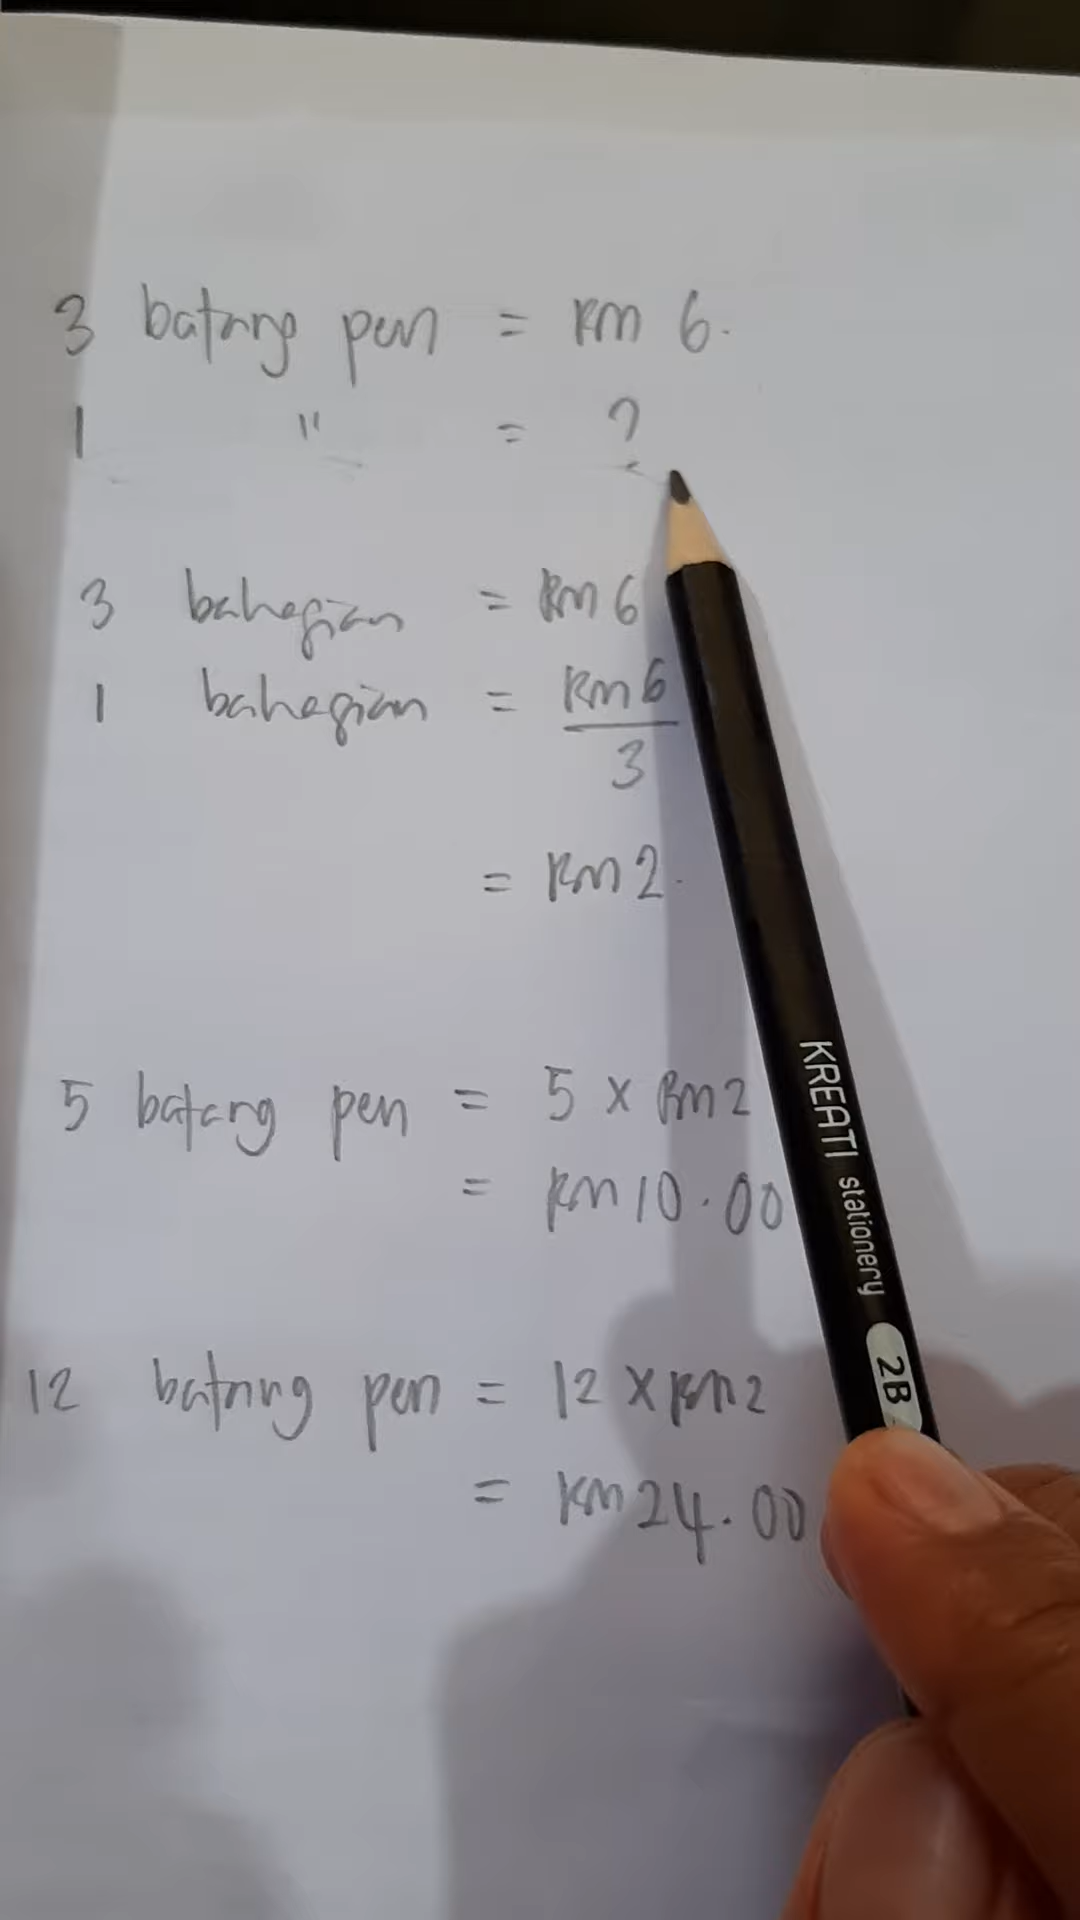 3 batang pen = RM 6.
1 " = ?
3 bahagian = RM 6
1 bahagian = RM 6
3
= RM 2.
5 batang pen = 5 x RM 2
= RM 10.00
12 batang pen = 12 x RM 2
= RM 24.00
KREATI stationery 2B